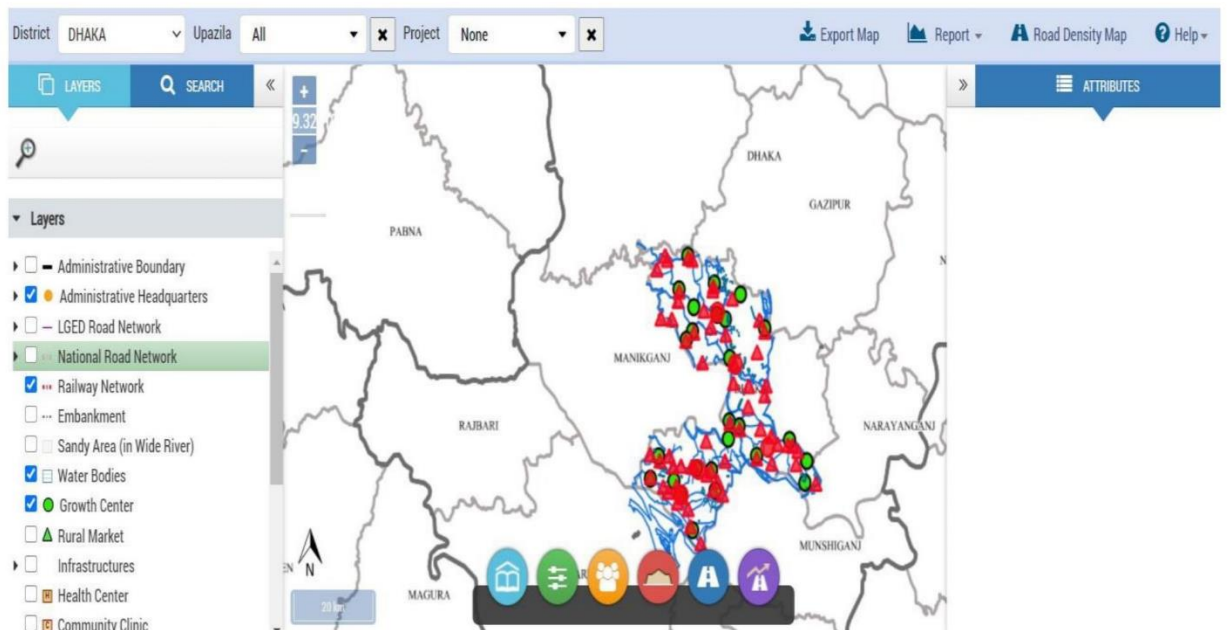 District DHAKA Upazila All x Project None x Export Map Report Road Density Map Help
LAYERS SEARCH « » ATTRIBUTES
+
9.32
-
Layers
Administrative Boundary
Administrative Headquarters
LGED Road Network
National Road Network
Railway Network
Embankment
Sandy Area (in Wide River)
Water Bodies
Growth Center
Rural Market
Infrastructures
Health Center
Community Clinic
DHAKA
GAZIPUR
PABNA
MANIKGANJ
RAJBARI
NARAYANGANJ
MUNSHIGANJ
MAGURA
N
20 km